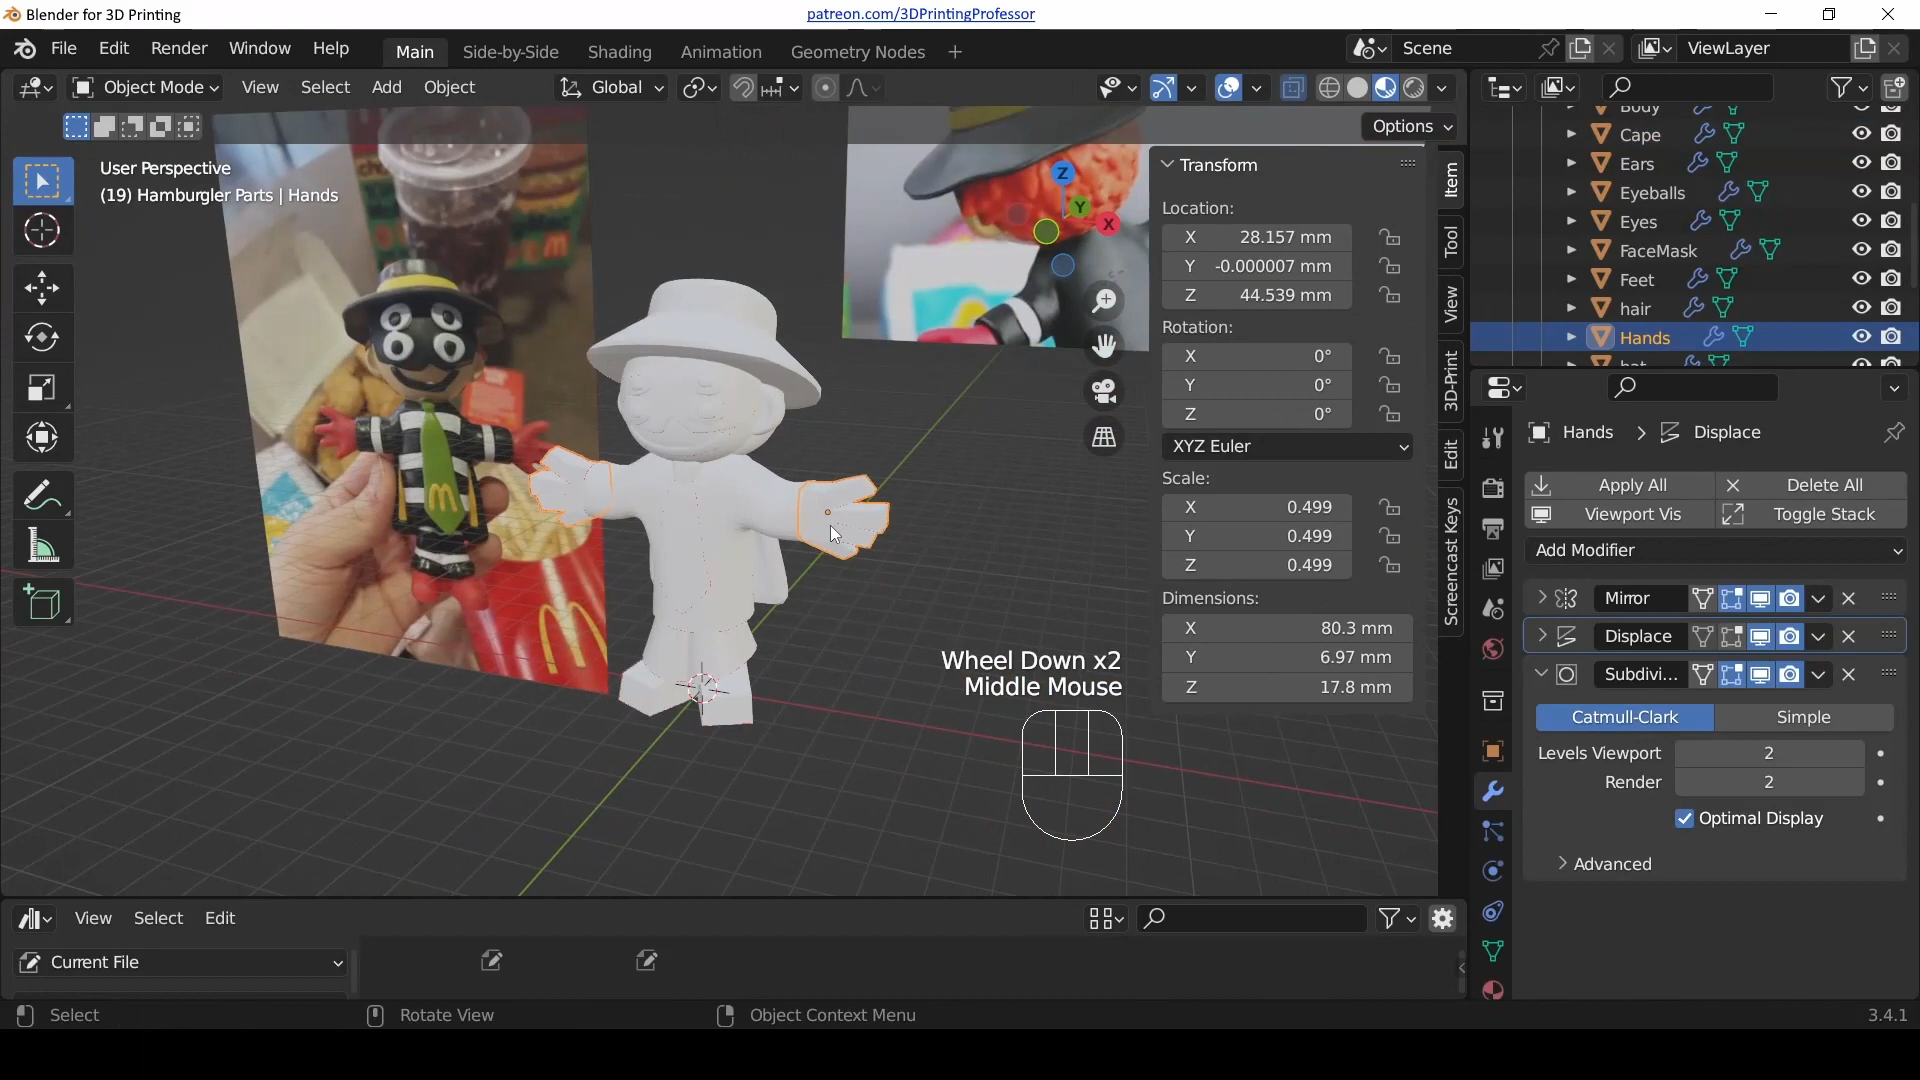 Blender for 3D Printing
patreon.com/3DPrintingProfessor
File Edit Render Window Help
Main Side-by-Side Shading Animation Geometry Nodes +
Scene
ViewLayer
Object Mode View Select Add Object
Global
Options
User Perspective
(19) Hamburgler Parts | Hands
Z
Y
X
Transform
Location:
X 28.157 mm
Y -0.000007 mm
Z 44.539 mm
Rotation:
X 0°
Y 0°
Z 0°
XYZ Euler
Scale:
X 0.499
Y 0.499
Z 0.499
Dimensions:
X 80.3 mm
Y 6.97 mm
Z 17.8 mm
Item
Tool
View
3D-Print
Edit
Screencast Keys
Wheel Down x2
Middle Mouse
Body
Cape
Ears
Eyeballs
Eyes
FaceMask
Feet
hair
Hands
hat
Hands > Displace
Apply All Delete All
Viewport Vis Toggle Stack
Add Modifier
Mirror
Displace
Subdivi...
Catmull-Clark Simple
Levels Viewport 2
Render 2
Optimal Display
Advanced
View Select Edit
Current File
Select Rotate View Object Context Menu 3.4.1